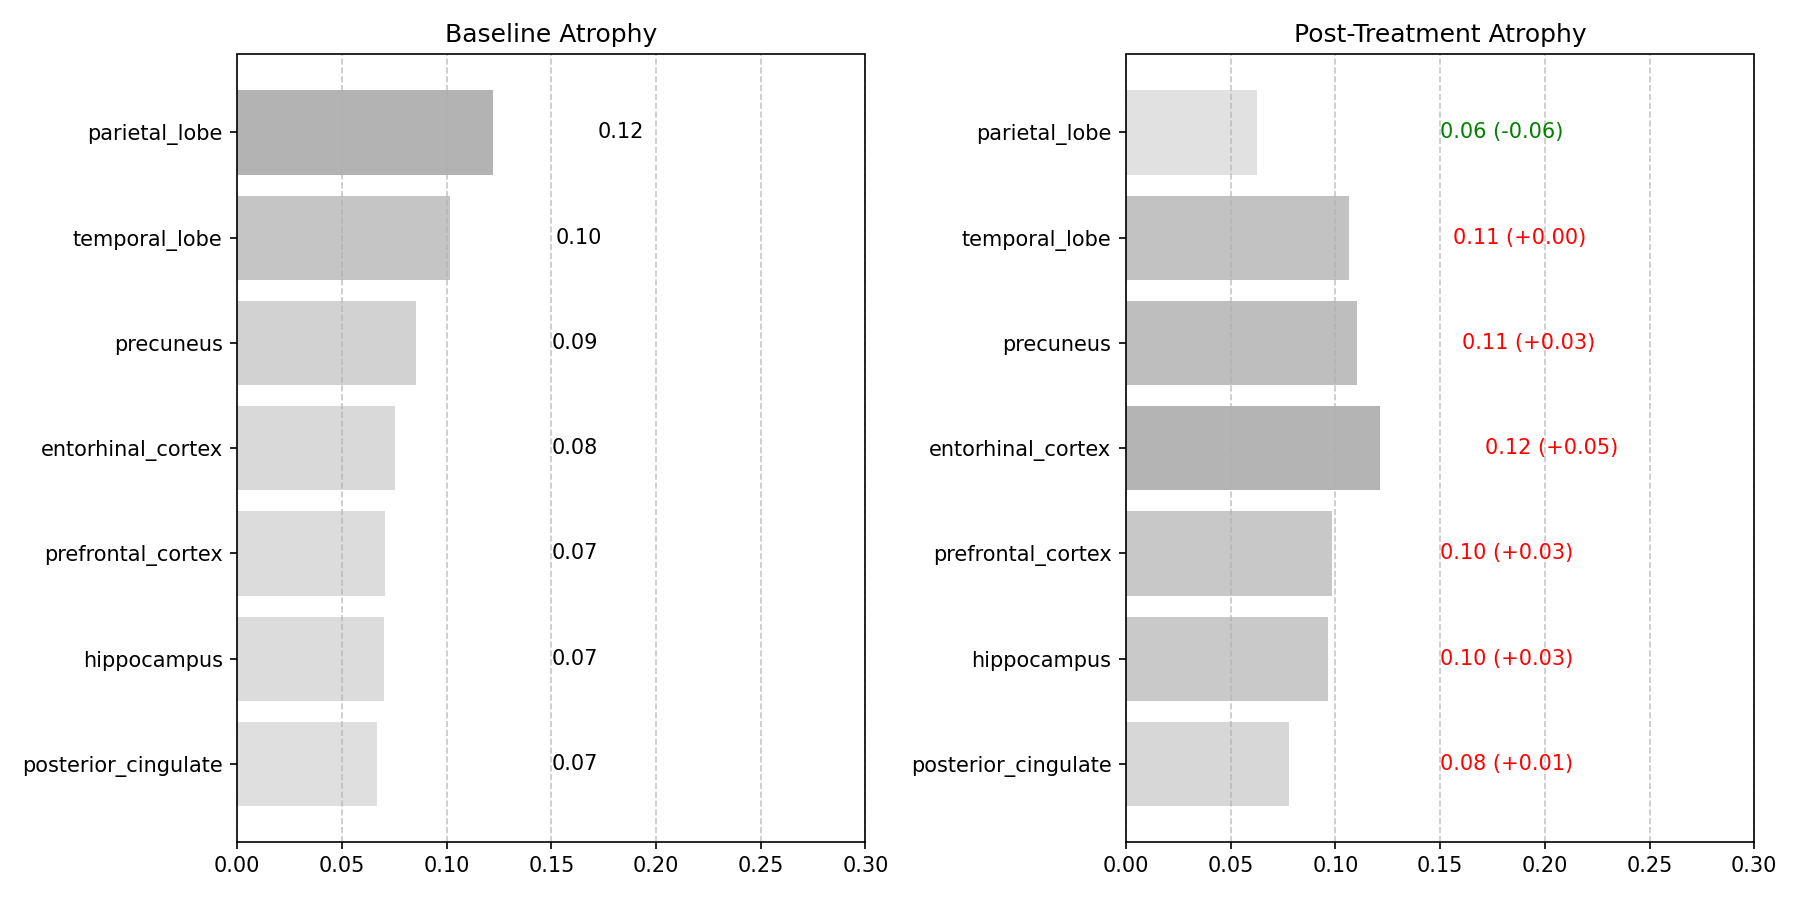 Baseline Atrophy
parietal_lobe
0.12
temporal_lobe
0.10
precuneus
0.09
entorhinal_cortex
0.08
prefrontal_cortex
0.07
hippocampus
0.07
posterior_cingulate
0.07
0.00 0.05 0.10 0.15 0.20 0.25 0.30
Post-Treatment Atrophy
parietal_lobe
0.06 (-0.06)
temporal_lobe
0.11 (+0.00)
precuneus
0.11 (+0.03)
entorhinal_cortex
0.12 (+0.05)
prefrontal_cortex
0.10 (+0.03)
hippocampus
0.10 (+0.03)
posterior_cingulate
0.08 (+0.01)
0.00 0.05 0.10 0.15 0.20 0.25 0.30